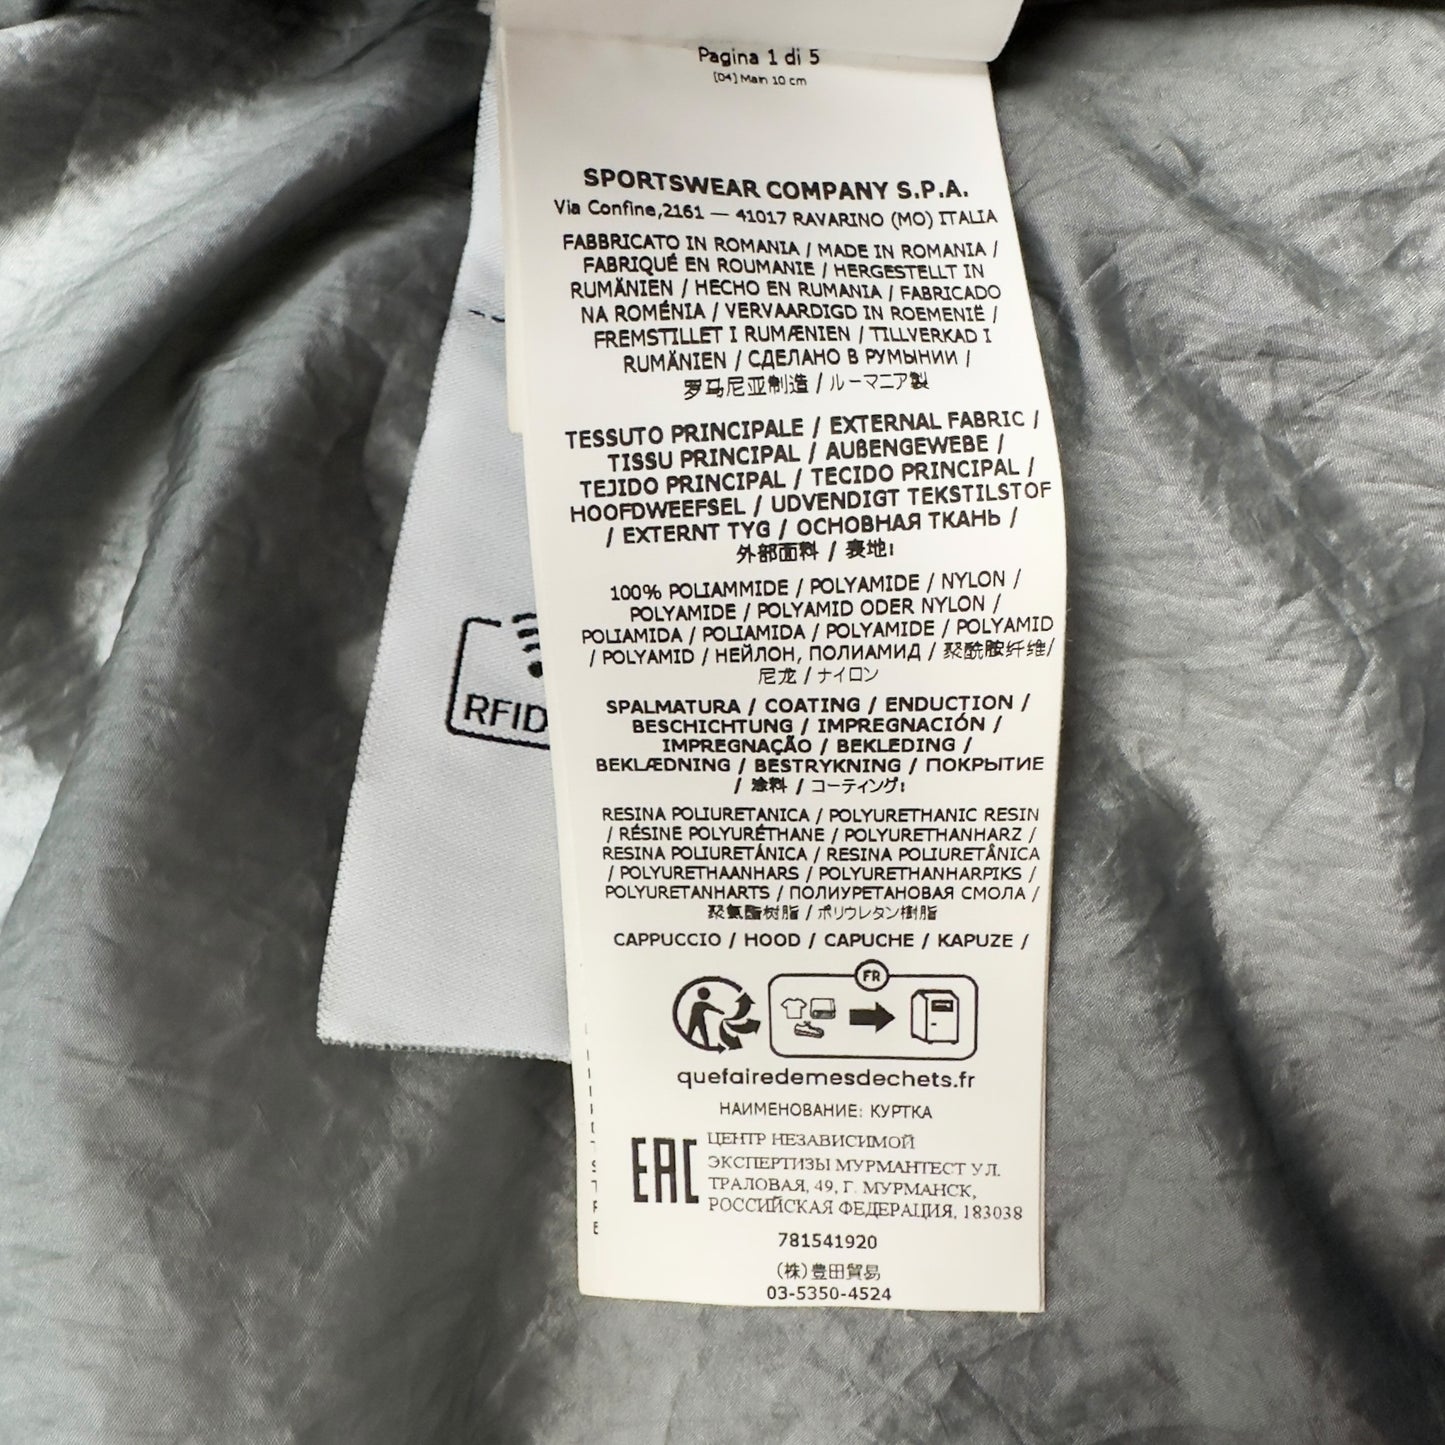 Pagina 1 di 5
[D4] Main 10 cm
SPORTSWEAR COMPANY S.P.A.
Via Confine,2161 — 41017 RAVARINO (MO) ITALIA
FABBRICATO IN ROMANIA / MADE IN ROMANIA /
FABRIQUÉ EN ROUMANIE / HERGESTELLT IN
RUMÄNIEN / HECHO EN RUMANIA / FABRICADO
NA ROMÉNIA / VERVAARDIGD IN ROEMENIË /
FREMSTILLET I RUMÆNIEN / TILLVERKAD I
RUMÄNIEN / СДЕЛАНО В РУМЫНИИ /
罗马尼亚制造 / ルーマニア製
TESSUTO PRINCIPALE / EXTERNAL FABRIC /
TISSU PRINCIPAL / AUßENGEWEBE /
TEJIDO PRINCIPAL / TECIDO PRINCIPAL /
HOOFDWEEFSEL / UDVENDIGT TEKSTILSTOF
/ EXTERNT TYG / ОСНОВНАЯ ТКАНЬ /
外部面料 / 表地:
100% POLIAMMIDE / POLYAMIDE / NYLON /
POLYAMIDE / POLYAMID ODER NYLON /
POLIAMIDA / POLIAMIDA / POLYAMIDE / POLYAMID
/ POLYAMID / НЕЙЛОН, ПОЛИАМИД / 聚酰胺纤维/
尼龙 / ナイロン
SPALMATURA / COATING / ENDUCTION /
BESCHICHTUNG / IMPREGNACIÓN /
IMPREGNAÇÃO / BEKLEDING /
BEKLÆDNING / BESTRYKNING / ПОКРЫТИЕ
/ 涂料 / コーティング:
RESINA POLIURETANICA / POLYURETHANIC RESIN
/ RÉSINE POLYURÉTHANE / POLYURETHANHARZ /
RESINA POLIURETÁNICA / RESINA POLIURETÂNICA
/ POLYURETHAANHARS / POLYURETHANHARPIKS /
POLYURETANHARTS / ПОЛИУРЕТАНОВАЯ СМОЛА /
聚氨酯树脂 / ポリウレタン樹脂
CAPPUCCIO / HOOD / CAPUCHE / KAPUZE /
FR
quefairedemesdechets.fr
НАИМЕНОВАНИЕ: КУРТКА
EAC
ЦЕНТР НЕЗАВИСИМОЙ
ЭКСПЕРТИЗЫ МУРМАНТЕСТ УЛ.
ТРАЛОВАЯ, 49, Г. МУРМАНСК,
РОССИЙСКАЯ ФЕДЕРАЦИЯ, 183038
781541920
(株)豊田貿易
03-5350-4524
RFID